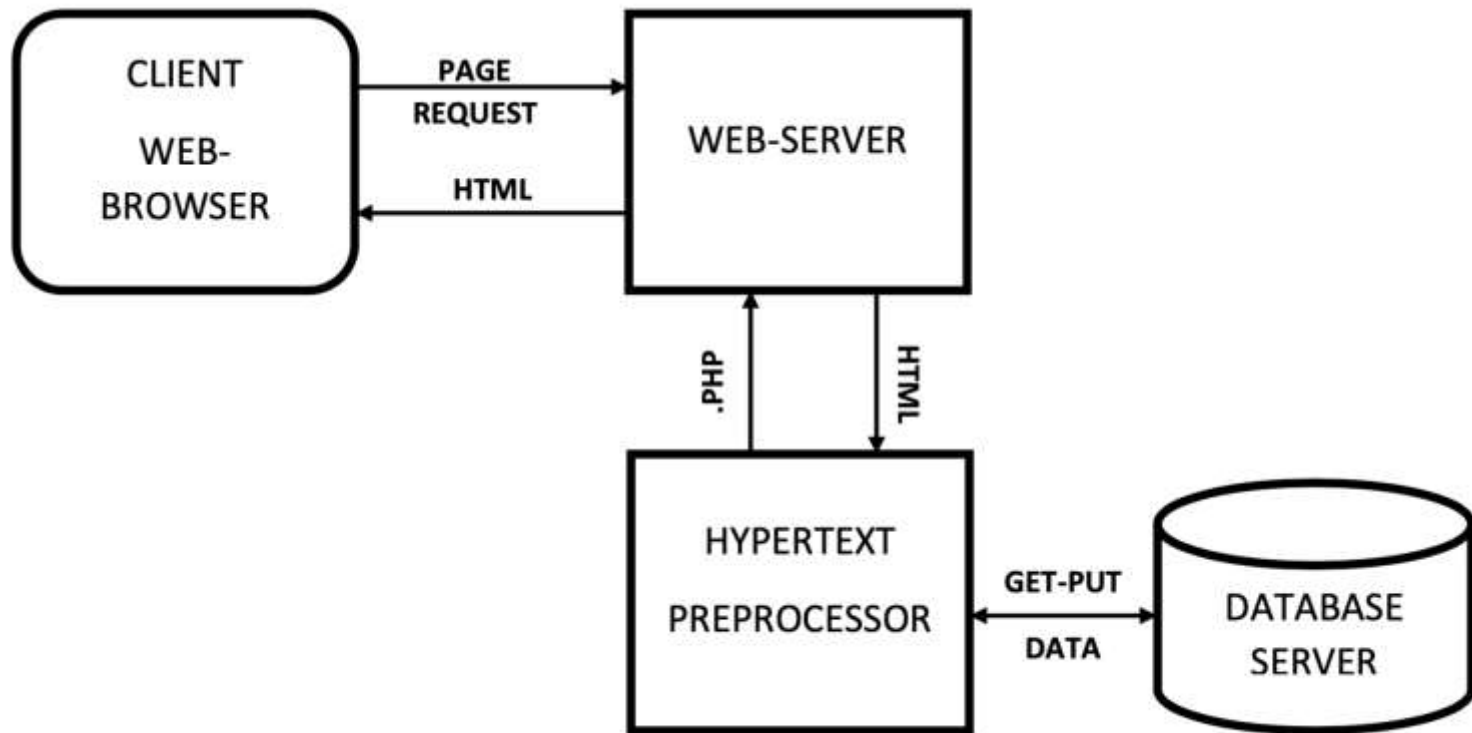 CLIENT
WEB-
BROWSER
PAGE
REQUEST
HTML
WEB-SERVER
.PHP
HTML
HYPERTEXT
PREPROCESSOR
GET-PUT
DATA
DATABASE
SERVER